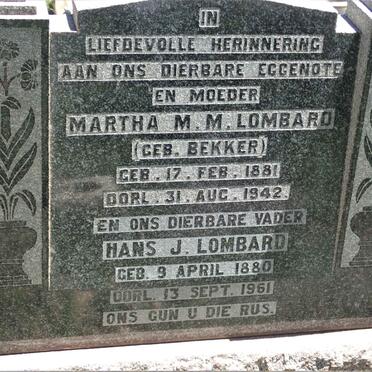 IN
LIEFDEVOLLE HERINNERING
AAN ONS DIERBARE EGGENOTE
EN MOEDER
MARTHA M. M. LOMBARD
(GEB. BEKKER)
GEB. 17. FEB. 1881
OORL. 31. AUG. 1942.
EN ONS DIERBARE VADER
HANS J. LOMBARD
GEB. 9 APRIL 1880
OORL. 13 SEPT. 1961
ONS GUN U DIE RUS.